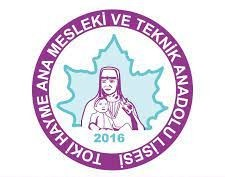 TOKİ HAYME ANA MESLEKİ VE TEKNİK ANADOLU LİSESİ
2016